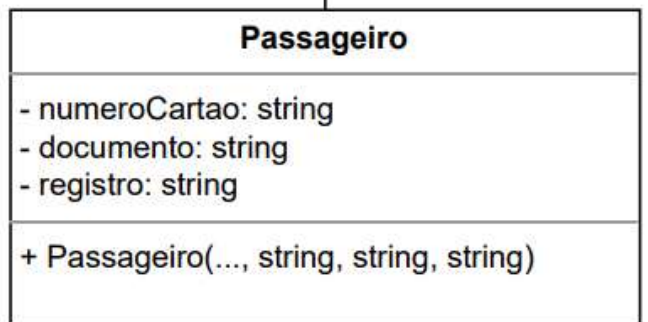 Passageiro
- numeroCartao: string
- documento: string
- registro: string
+ Passageiro(..., string, string, string)